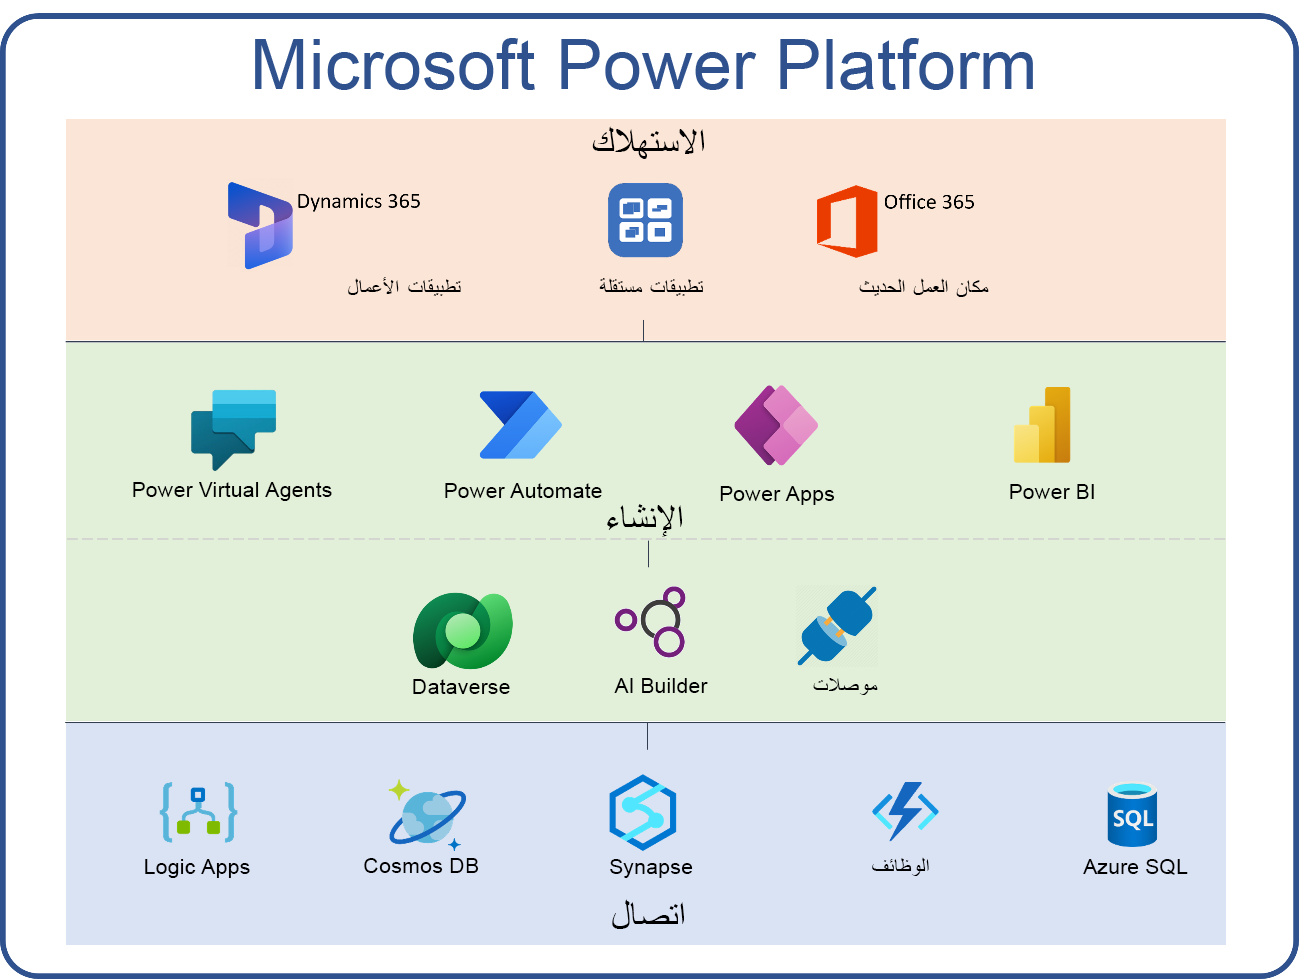 Microsoft Power Platform
الاستهلاك
Dynamics 365
Office 365
تطبيقات الأعمال
تطبيقات مستقلة
مكان العمل الحديث
Power Virtual Agents
Power Automate
Power Apps
Power BI
الإنشاء
Dataverse
AI Builder
موصلات
SQL
Logic Apps
Cosmos DB
Synapse
الوظائف
Azure SQL
اتصال